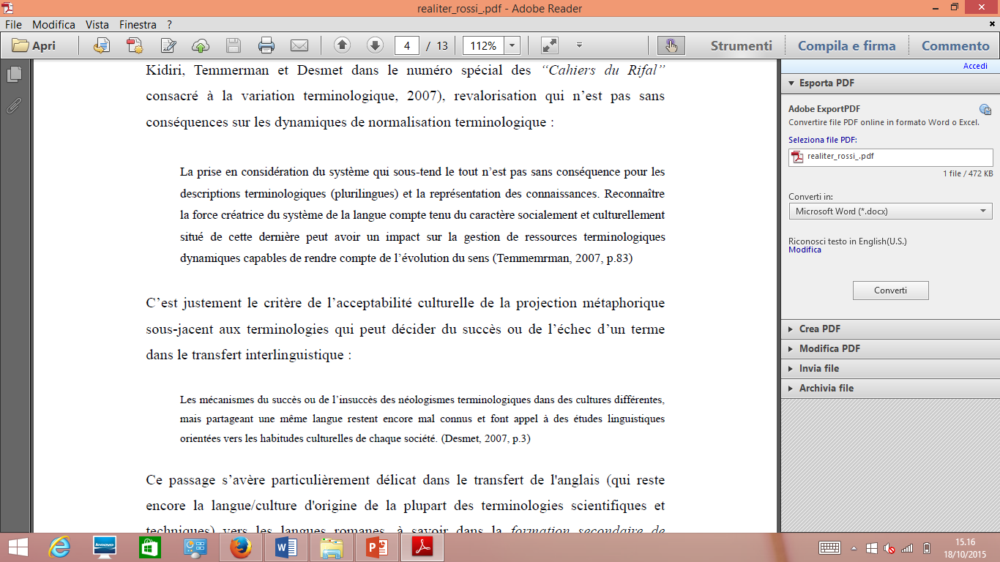 realiter_rossi_.pdf - Adobe Reader
File Modifica Vista Finestra ?
Apri 4 / 13 112% Strumenti Compila e firma Commento
Kidiri, Temmerman et Desmet dans le numéro spécial des “Cahiers du Rifal”
consacré à la variation terminologique, 2007), revalorisation qui n’est pas sans
conséquences sur les dynamiques de normalisation terminologique :
La prise en considération du système qui sous-tend le tout n’est pas sans conséquence pour les
descriptions terminologiques (plurilingues) et la représentation des connaissances. Reconnaître
la force créatrice du système de la langue compte tenu du caractère socialement et culturellement
situé de cette dernière peut avoir un impact sur la gestion de ressources terminologiques
dynamiques capables de rendre compte de l’évolution du sens (Temmemrman, 2007, p.83)
C’est justement le critère de l’acceptabilité culturelle de la projection métaphorique
sous-jacent aux terminologies qui peut décider du succès ou de l’échec d’un terme
dans le transfert interlinguistique :
Les mécanismes du succès ou de l’insuccès des néologismes terminologiques dans des cultures différentes,
mais partageant une même langue restent encore mal connus et font appel à des études linguistiques
orientées vers les habitudes culturelles de chaque société. (Desmet, 2007, p.3)
Ce passage s’avère particulièrement délicat dans le transfert de l'anglais (qui reste
encore la langue/culture d'origine de la plupart des terminologies scientifiques et
techniques) vers les langues romanes, à savoir dans la formation secondaire de
Accedi
Esporta PDF
Adobe ExportPDF
Convertire file PDF online in formato Word o Excel.
Seleziona file PDF:
realiter_rossi_.pdf
1 file / 472 KB
Converti in:
Microsoft Word (*.docx)
Riconosci testo in English(U.S.)
Modifica
Converti
Crea PDF
Modifica PDF
Invia file
Archivia file
lenovo
15.16
18/10/2015